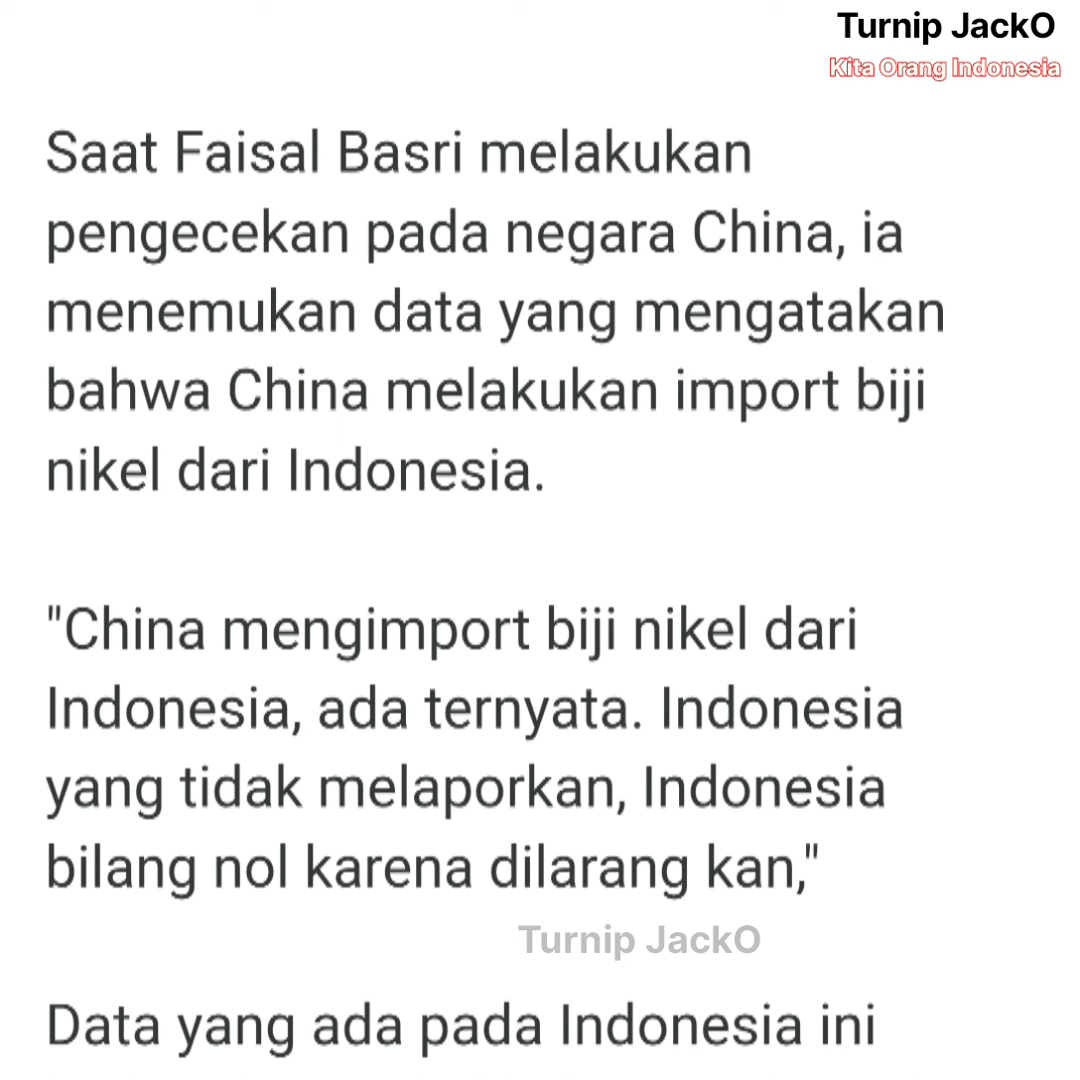 Turnip JackO
Kita Orang Indonesia
Saat Faisal Basri melakukan
pengecekan pada negara China, ia
menemukan data yang mengatakan
bahwa China melakukan import biji
nikel dari Indonesia.
"China mengimport biji nikel dari
Indonesia, ada ternyata. Indonesia
yang tidak melaporkan, Indonesia
bilang nol karena dilarang kan,"
Turnip JackO
Data yang ada pada Indonesia ini